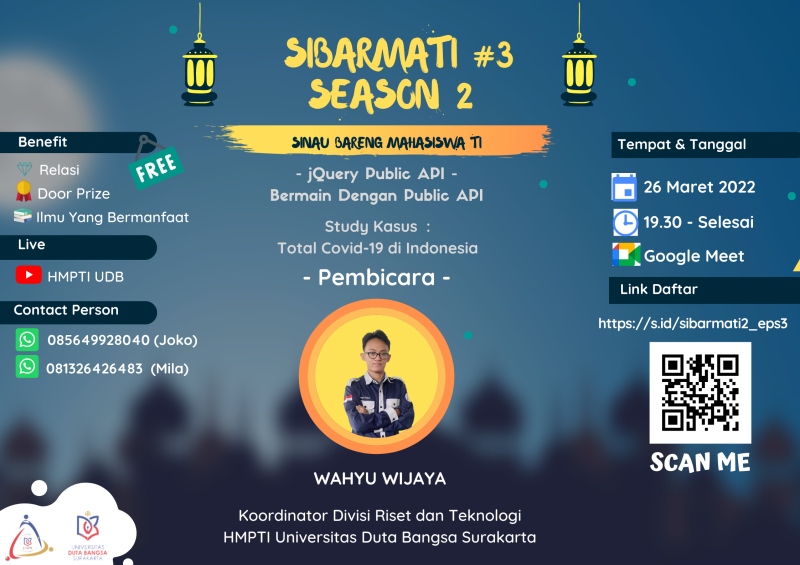 SIBARMATI #3
SEASON 2
SINAU BARENG MAHASISWA TI
- jQuery Public API -
Bermain Dengan Public API
Study Kasus :
Total Covid-19 di Indonesia
- Pembicara -
WAHYU WIJAYA
Koordinator Divisi Riset dan Teknologi
HMPTI Universitas Duta Bangsa Surakarta
Benefit
FREE
Relasi
Door Prize
Ilmu Yang Bermanfaat
Live
HMPTI UDB
Contact Person
085649928040 (Joko)
081326426483 (Mila)
Tempat & Tanggal
26 Maret 2022
19.30 - Selesai
Google Meet
Link Daftar
https://s.id/sibarmati2_eps3
SCAN ME
UNIVERSITAS
DUTA BANGSA
SURAKARTA